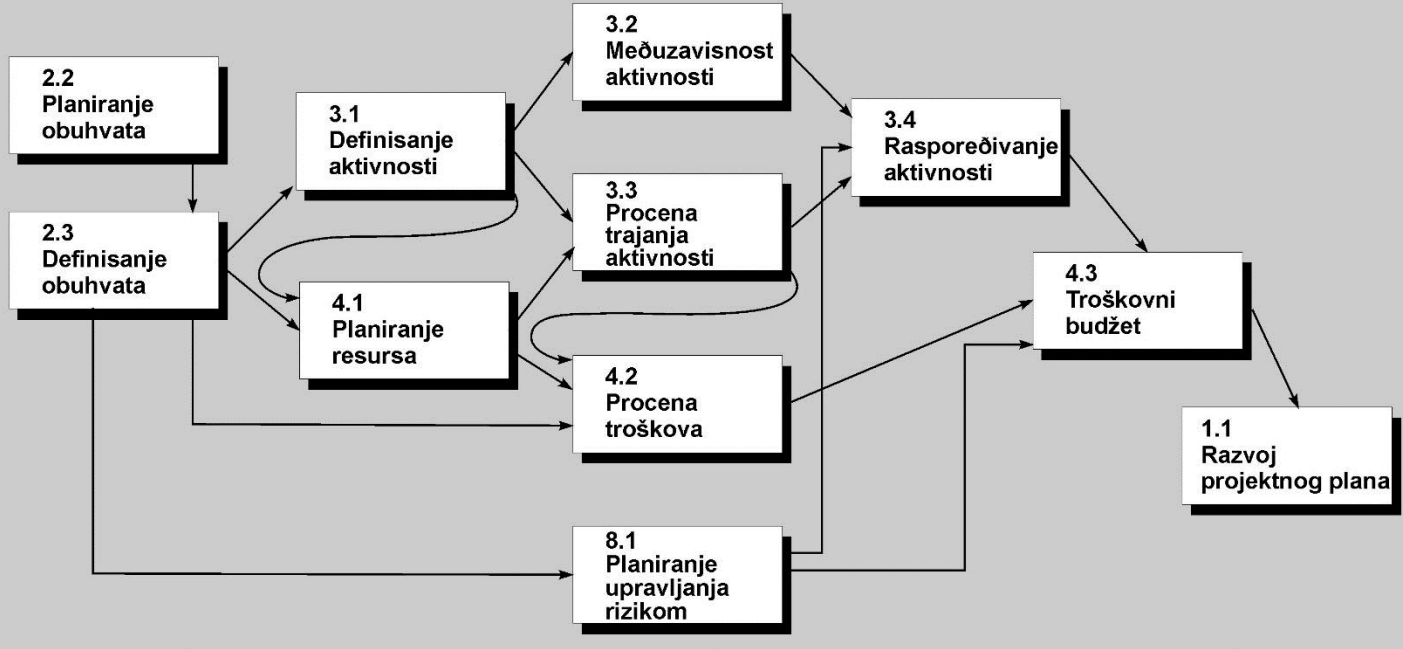 2.2
Planiranje
obuhvata
2.3
Definisanje
obuhvata
3.1
Definisanje
aktivnosti
4.1
Planiranje
resursa
3.2
Meðuzavisnost
aktivnosti
3.3
Procena
trajanja
aktivnosti
4.2
Procena
troškova
8.1
Planiranje
upravljanja
rizikom
3.4
Rasporeðivanje
aktivnosti
4.3
Troškovni
budžet
1.1
Razvoj
projektnog plana